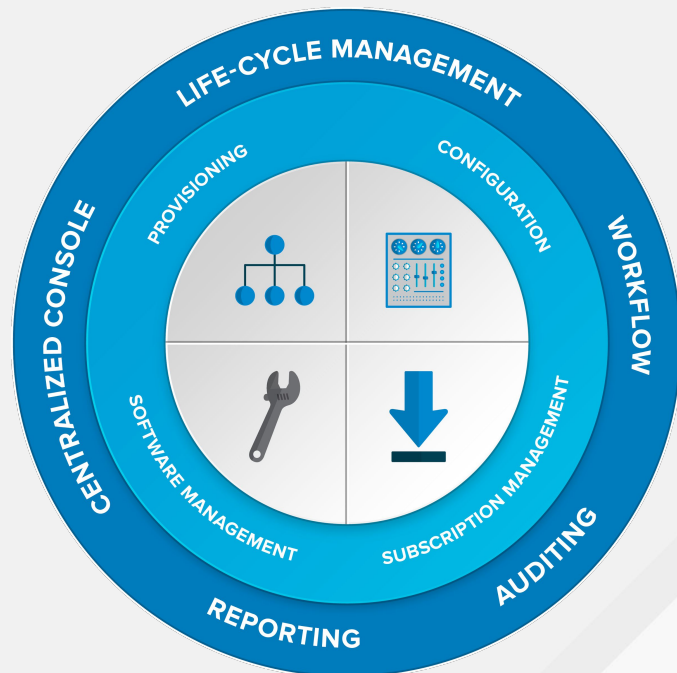 LIFE-CYCLE MANAGEMENT
WORKFLOW
AUDITING
REPORTING
CENTRALIZED CONSOLE
PROVISIONING
CONFIGURATION
SUBSCRIPTION MANAGEMENT
SOFTWARE MANAGEMENT